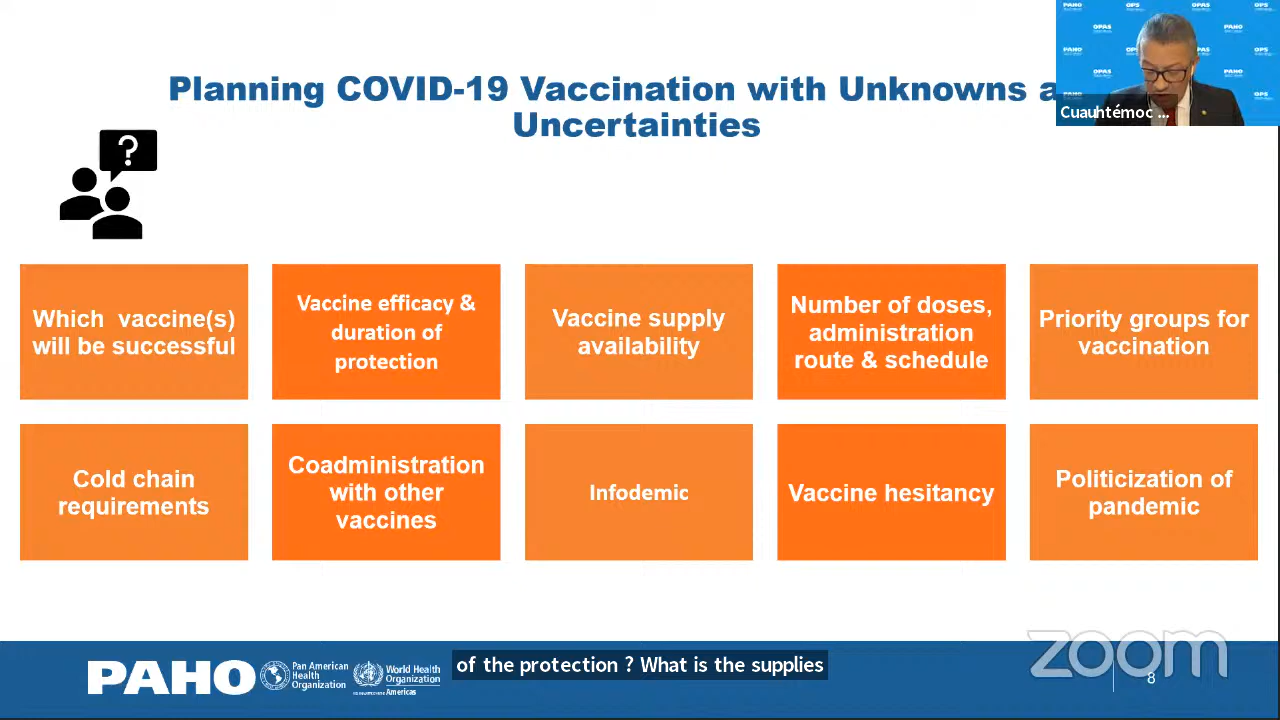 Planning COVID-19 Vaccination with Unknowns a
Uncertainties
Cuauhtémoc ...
?
Which vaccine(s)
will be successful
Vaccine efficacy &
duration of
protection
Vaccine supply
availability
Number of doses,
administration
route & schedule
Priority groups for
vaccination
Cold chain
requirements
Coadministration
with other
vaccines
Infodemic
Vaccine hesitancy
Politicization of
pandemic
PAHO
Pan American
Health
Organization
World Health
Organization
Americas
of the protection ? What is the supplies
zoom
8